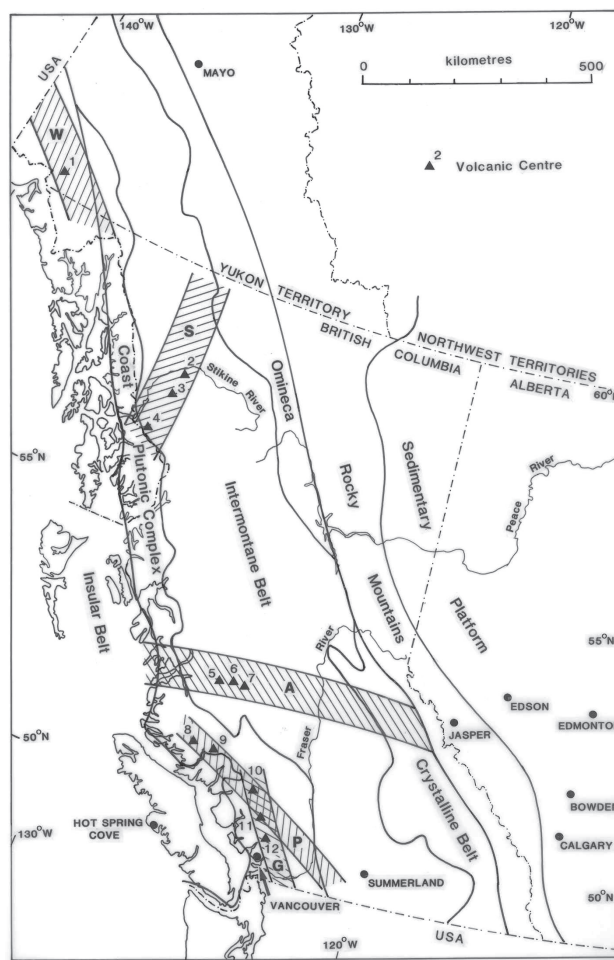 140°W
130°W
120°W
USA
MAYO
kilometres
0
500
W
1
2
Volcanic Centre
YUKON TERRITORY
BRITISH
COLUMBIA
NORTHWEST TERRITORIES
ALBERTA
60°
S
2
3
4
Stikine River
Coast
Plutonic Complex
Omineca
55°N
Rocky
Sedimentary
Peace
River
Intermontane Belt
Insular Belt
Mountains
Platform
55°N
River
5
6
7
A
EDSON
EDMONTON
JASPER
50°N
8
9
Fraser
10
Crystalline Belt
BOWDEN
HOT SPRING
COVE
11
CALGARY
130°W
12
P
G
SUMMERLAND
50°N
VANCOUVER
USA
120°W